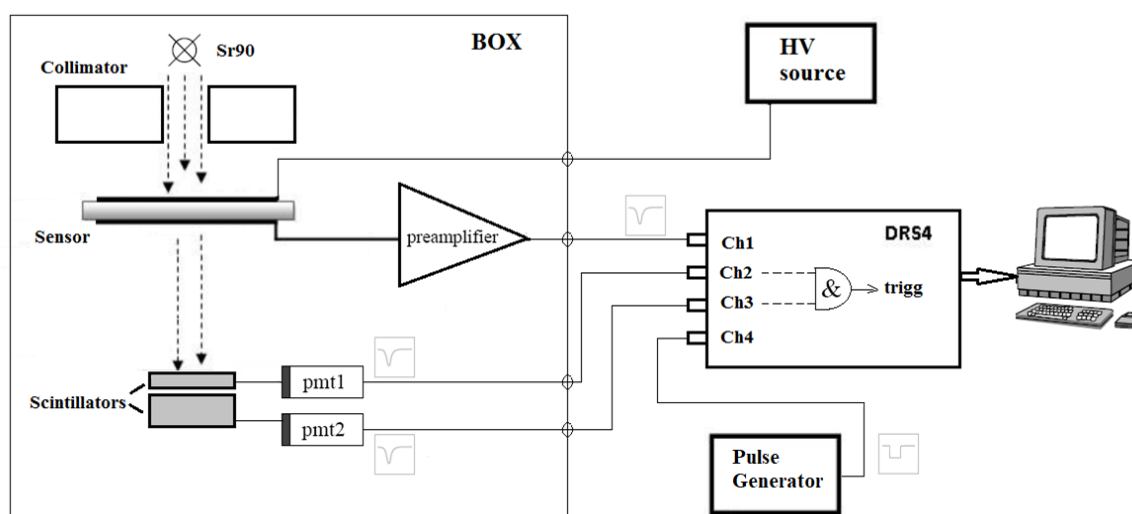 BOX
Sr90
Collimator
HV
source
Sensor
preamplifier
DRS4
Ch1
Ch2
Ch3
Ch4
&
trigg
Scintillators
pmt1
pmt2
Pulse
Generator